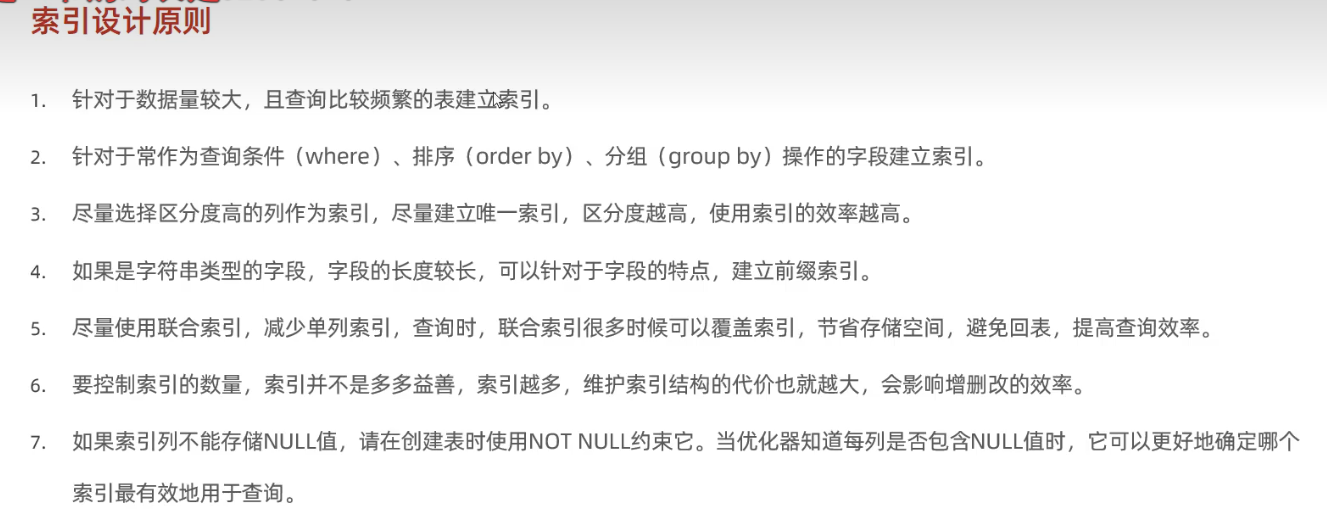 索引设计原则
1. 针对于数据量较大，且查询比较频繁的表建立索引。
2. 针对于常作为查询条件（where）、排序（order by）、分组（group by）操作的字段建立索引。
3. 尽量选择区分度高的列作为索引，尽量建立唯一索引，区分度越高，使用索引的效率越高。
4. 如果是字符串类型的字段，字段的长度较长，可以针对于字段的特点，建立前缀索引。
5. 尽量使用联合索引，减少单列索引，查询时，联合索引很多时候可以覆盖索引，节省存储空间，避免回表，提高查询效率。
6. 要控制索引的数量，索引并不是多多益善，索引越多，维护索引结构的代价也就越大，会影响增删改的效率。
7. 如果索引列不能存储NULL值，请在创建表时使用NOT NULL约束它。当优化器知道每列是否包含NULL值时，它可以更好地确定哪个
索引最有效地用于查询。